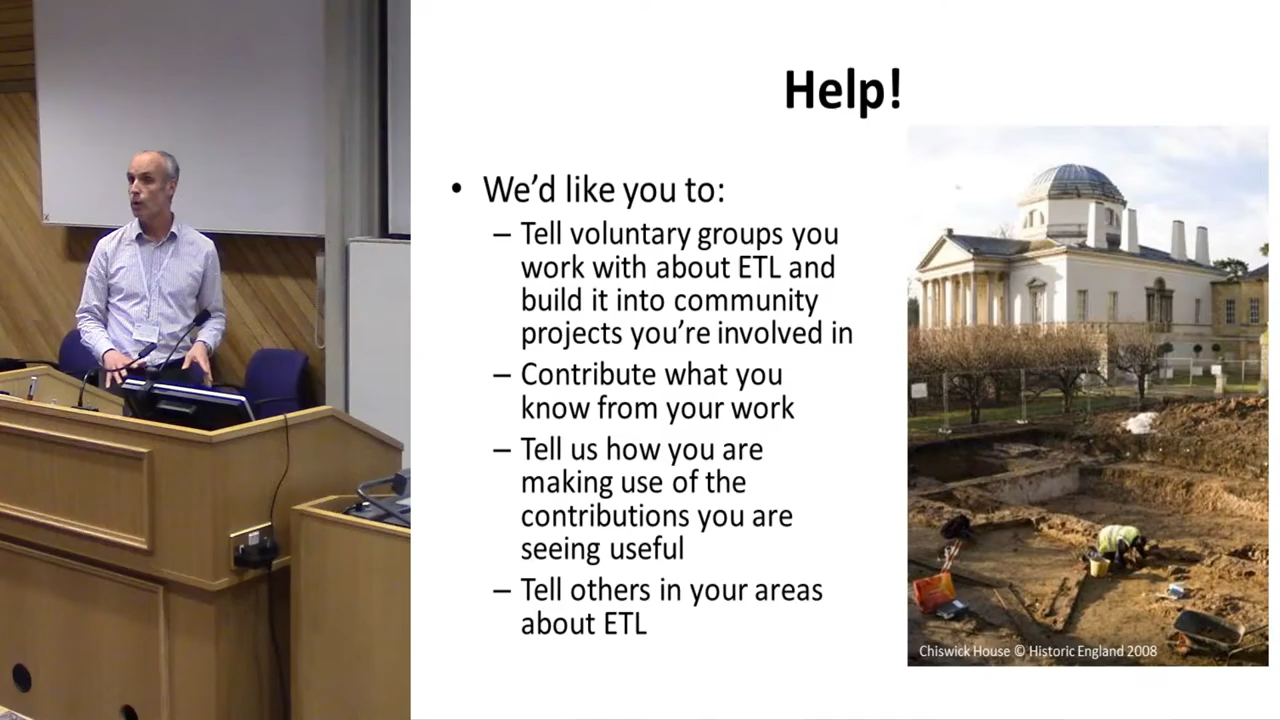 Help!
• We’d like you to:
– Tell voluntary groups you
work with about ETL and
build it into community
projects you’re involved in
– Contribute what you
know from your work
– Tell us how you are
making use of the
contributions you are
seeing useful
– Tell others in your areas
about ETL
Chiswick House © Historic England 2008